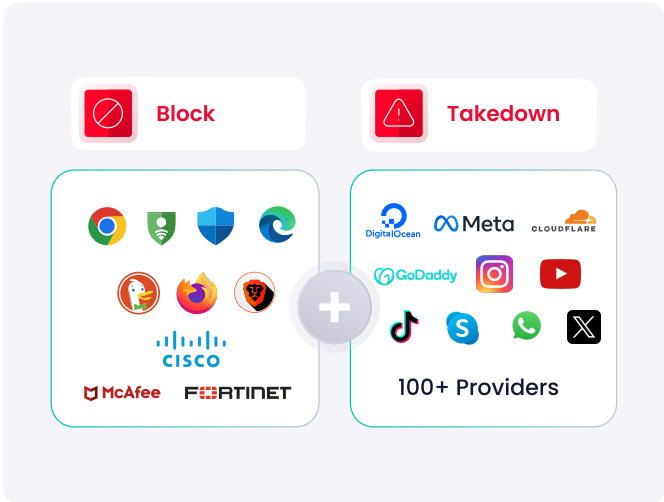 Block
Takedown
CISCO
McAfee
FORTINET
DigitalOcean
Meta
CLOUDFLARE
GoDaddy
100+ Providers